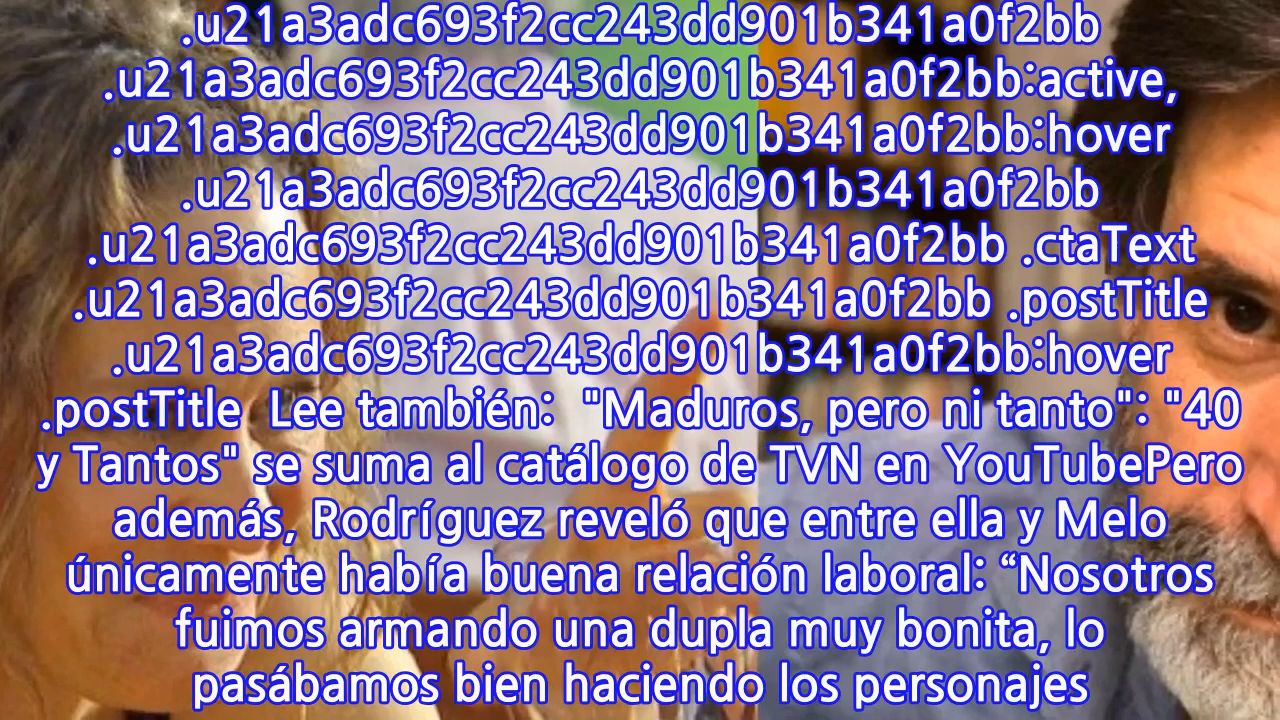 .u21a3adc693f2cc243dd901b341a0f2bb
.u21a3adc693f2cc243dd901b341a0f2bb:active,
.u21a3adc693f2cc243dd901b341a0f2bb:hover
.u21a3adc693f2cc243dd901b341a0f2bb
.u21a3adc693f2cc243dd901b341a0f2bb .ctaText
.u21a3adc693f2cc243dd901b341a0f2bb .postTitle
.u21a3adc693f2cc243dd901b341a0f2bb:hover
.postTitle  Lee también:  "Maduros, pero ni tanto": "40
y Tantos" se suma al catálogo de TVN en YouTubePero
además, Rodríguez reveló que entre ella y Melo
únicamente había buena relación laboral: “Nosotros
fuimos armando una dupla muy bonita, lo
pasábamos bien haciendo los personajes